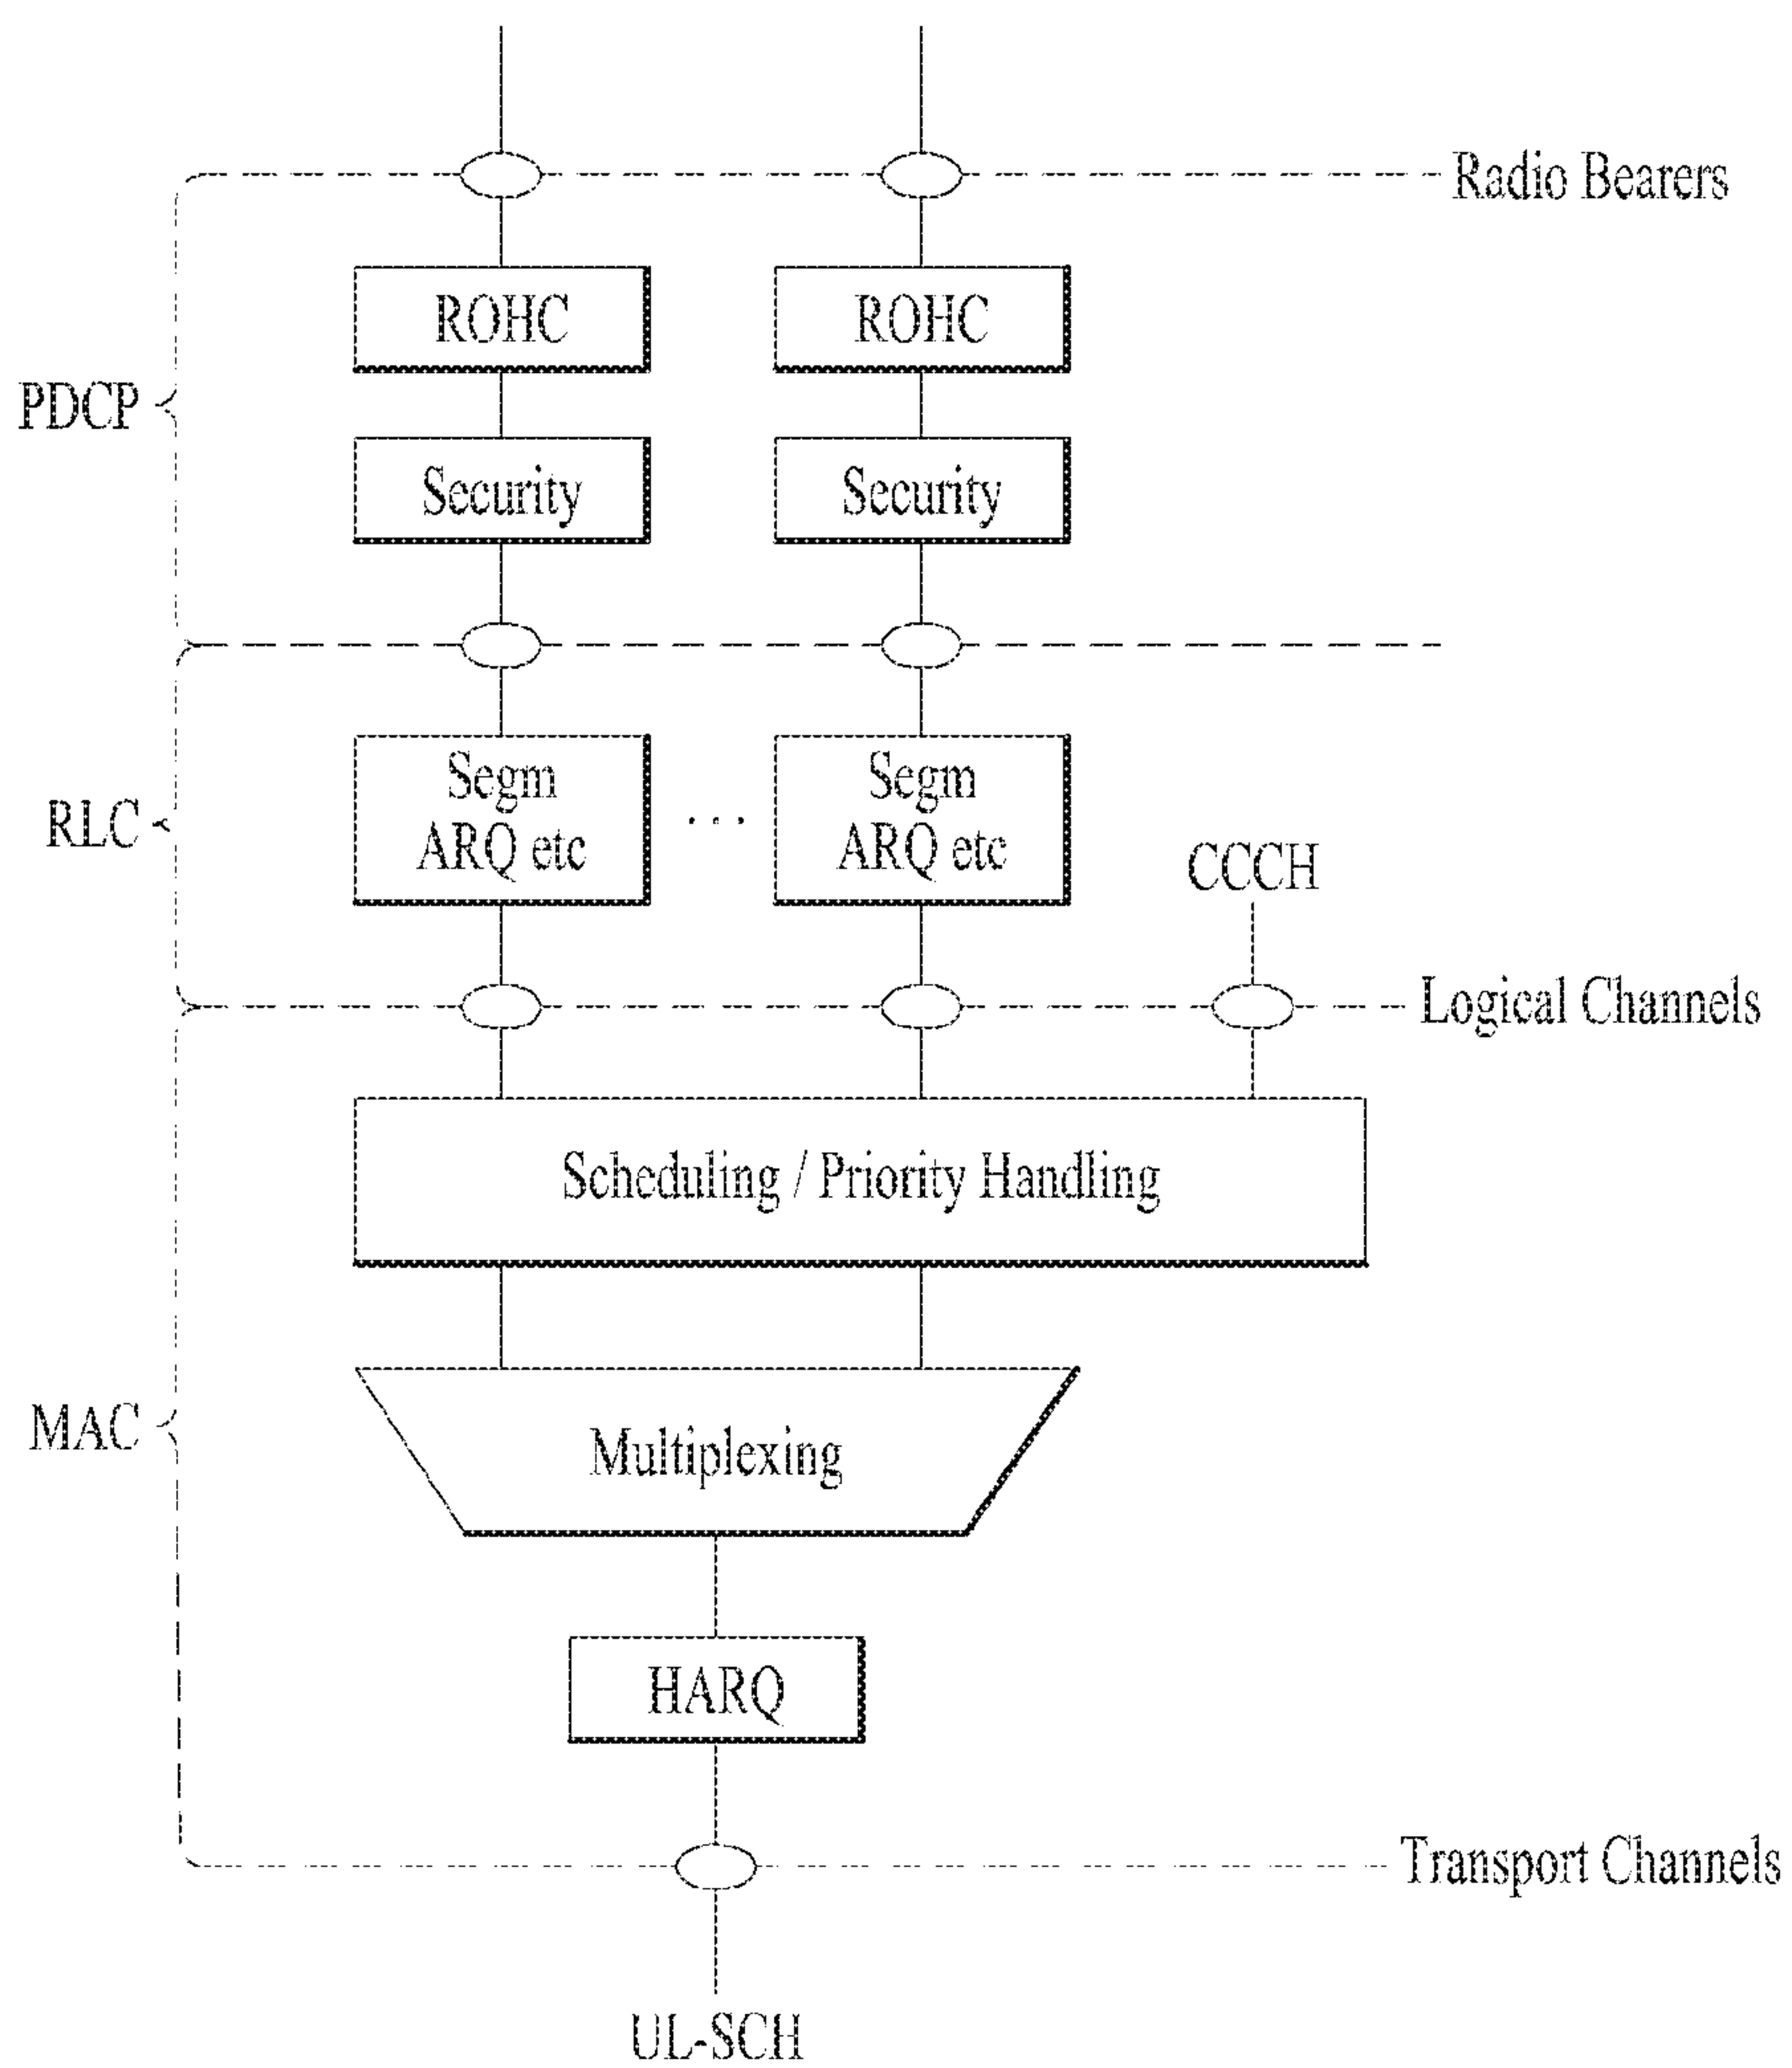 Radio Bearers
ROHC
ROHC
PDCP
Security
Security
Segm
ARQ etc
...
Segm
ARQ etc
RLC
CCCH
Logical Channels
Scheduling / Priority Handling
MAC
Multiplexing
HARQ
Transport Channels
UL-SCH